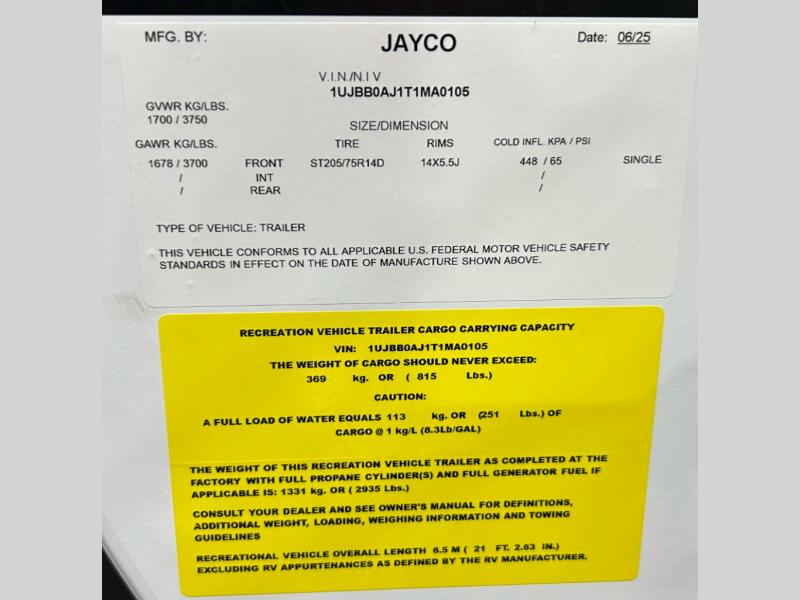 MFG. BY: JAYCO Date: 06/25
V.I.N./N.I V
1UJBB0AJ1T1MA0105
GVWR KG/LBS.
1700 / 3750
SIZE/DIMENSION
GAWR KG/LBS. TIRE RIMS COLD INFL. KPA / PSI
1678 / 3700 FRONT ST205/75R14D 14X5.5J 448 / 65 SINGLE
/ INT /
/ REAR /
TYPE OF VEHICLE: TRAILER
THIS VEHICLE CONFORMS TO ALL APPLICABLE U.S. FEDERAL MOTOR VEHICLE SAFETY
STANDARDS IN EFFECT ON THE DATE OF MANUFACTURE SHOWN ABOVE.
RECREATION VEHICLE TRAILER CARGO CARRYING CAPACITY
VIN: 1UJBB0AJ1T1MA0105
THE WEIGHT OF CARGO SHOULD NEVER EXCEED:
369 kg. OR ( 815 Lbs.)
CAUTION:
A FULL LOAD OF WATER EQUALS 113 kg. OR (251 Lbs.) OF
CARGO @ 1 kg/L (8.3Lb/GAL)
THE WEIGHT OF THIS RECREATION VEHICLE TRAILER AS COMPLETED AT THE
FACTORY WITH FULL PROPANE CYLINDER(S) AND FULL GENERATOR FUEL IF
APPLICABLE IS: 1331 kg. OR ( 2935 Lbs.)
CONSULT YOUR DEALER AND SEE OWNER'S MANUAL FOR DEFINITIONS,
ADDITIONAL WEIGHT, LOADING, WEIGHING INFORMATION AND TOWING
GUIDELINES
RECREATIONAL VEHICLE OVERALL LENGTH 6.5 M ( 21 FT. 2.63 IN.)
EXCLUDING RV APPURTENANCES AS DEFINED BY THE RV MANUFACTURER.